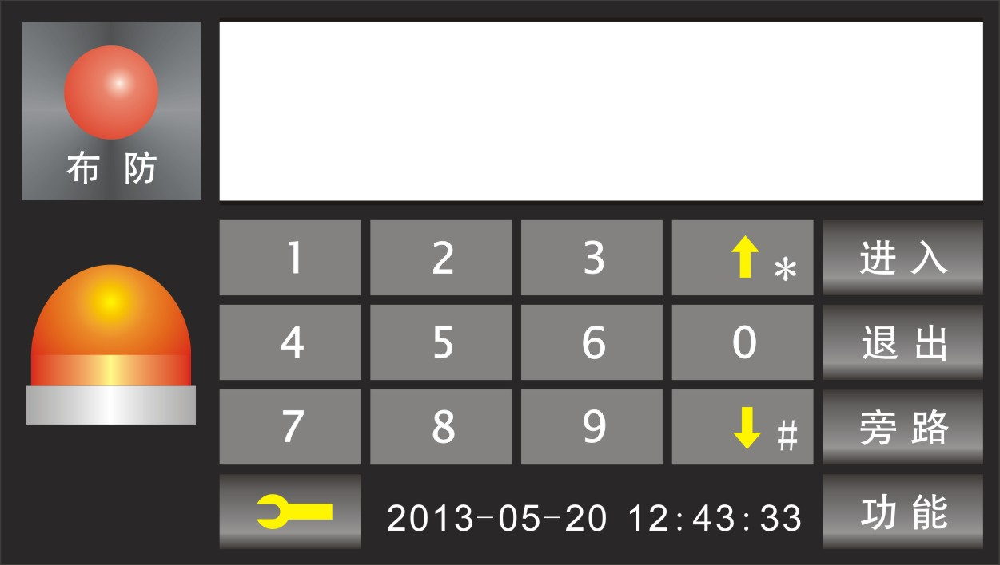 布 防
1 2 3 * 进 入
4 5 6 0 退 出
7 8 9 # 旁 路
2013-05-20 12:43:33 功 能